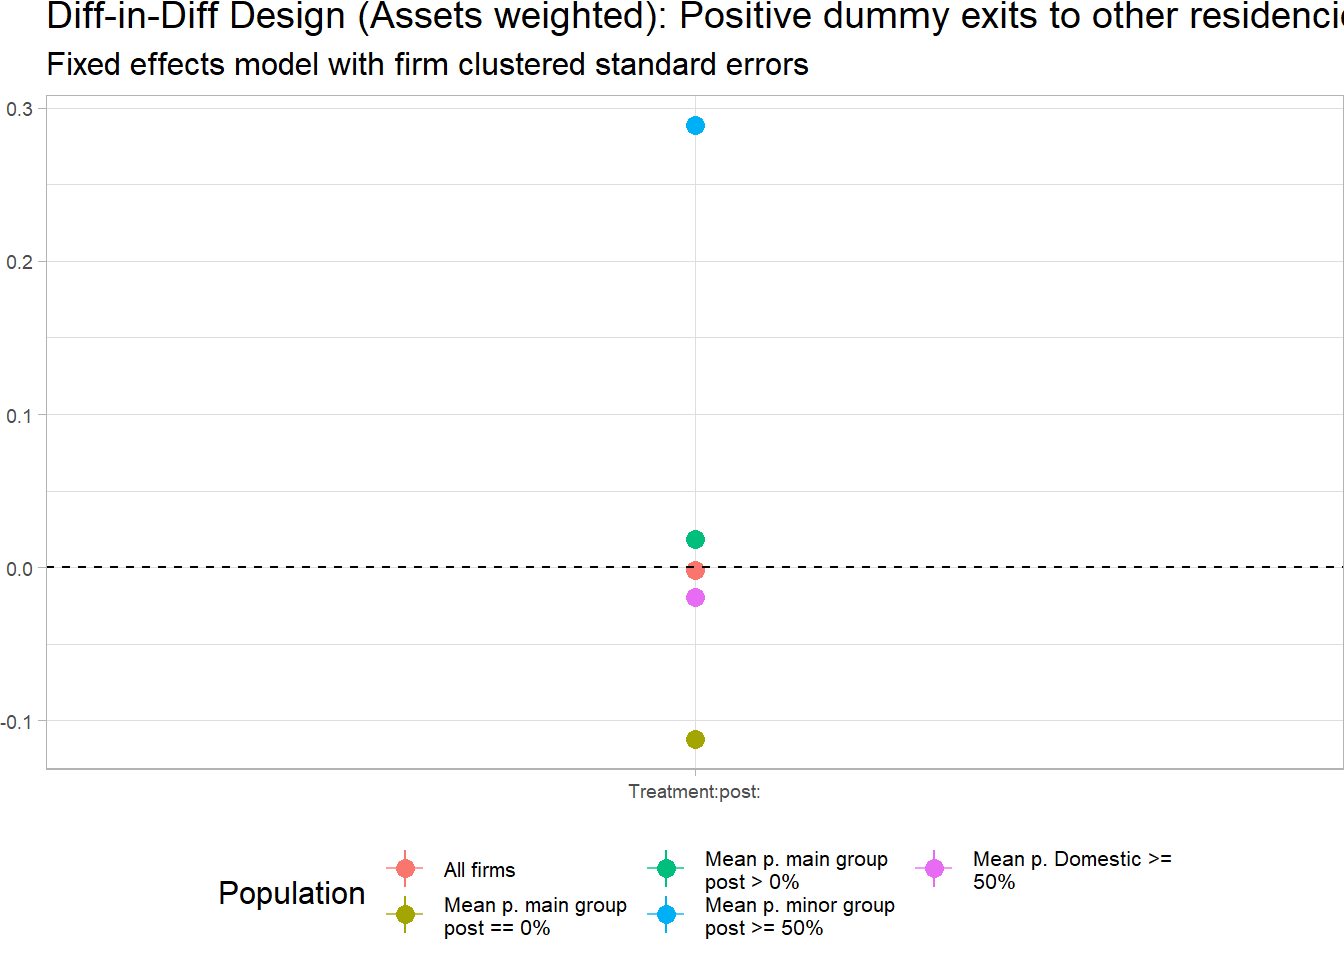 Diff-in-Diff Design (Assets weighted): Positive dummy exits to other
Fixed effects model with firm clustered standard errors
0.3
0.2
0.1
0.0
-0.1
Treatment:post:
Population
All firms
Mean p. main group
post == 0%
Mean p. main group
post > 0%
Mean p. minor group
post >= 50%
Mean p. Domestic >=
50%